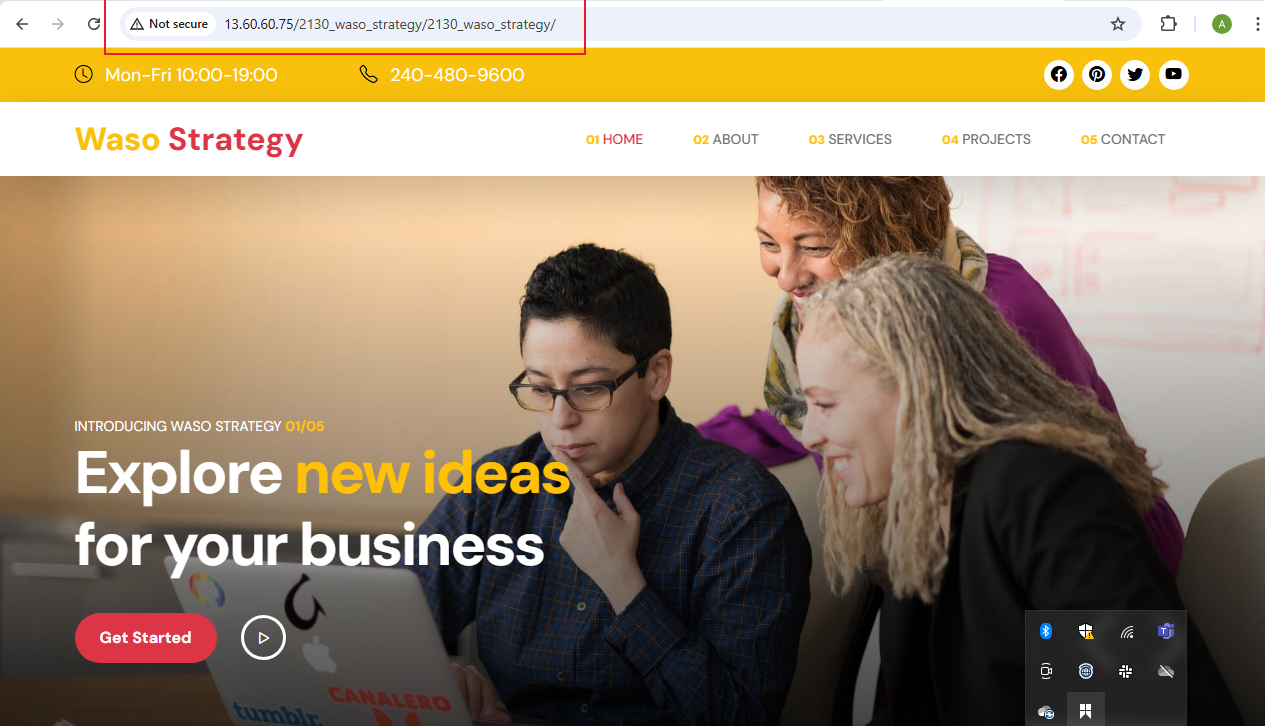 Not secure 13.60.60.75/2130_waso_strategy/2130_waso_strategy/
A
Mon-Fri 10:00-19:00 240-480-9600
Waso Strategy
01 HOME 02 ABOUT 03 SERVICES 04 PROJECTS 05 CONTACT
INTRODUCING WASO STRATEGY 01/05
Explore new ideas
for your business
Get Started
CANALERO
tumblr.